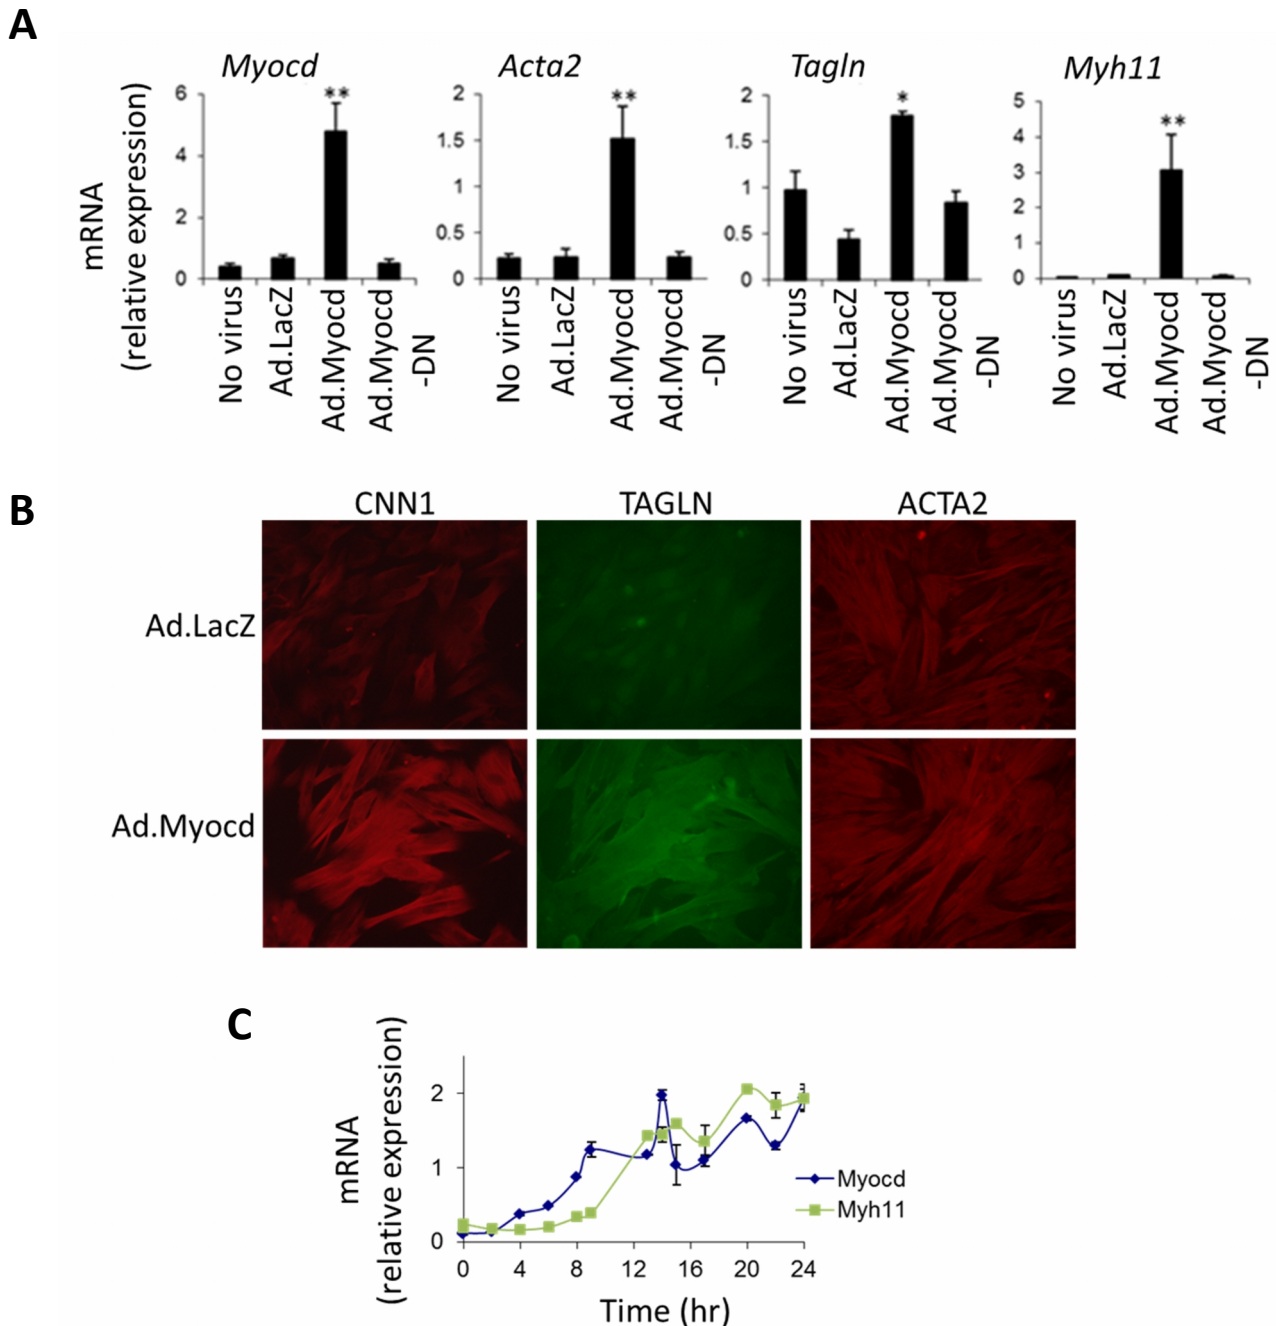 A
Myocd
Acta2
Tagln
Myh11
mRNA
(relative expression)
6
4
2
0
**
No virus
Ad.LacZ
Ad.Myocd
Ad.Myocd
-DN
2
1.5
1
0.5
0
**
No virus
Ad.LacZ
Ad.Myocd
Ad.Myocd
-DN
2
1.5
1
0.5
0
*
No virus
Ad.LacZ
Ad.Myocd
Ad.Myocd
-DN
5
4
3
2
1
0
**
No virus
Ad.LacZ
Ad.Myocd
Ad.Myocd
-DN
B
CNN1
TAGLN
ACTA2
Ad.LacZ
Ad.Myocd
C
mRNA
(relative expression)
2
1
0
0 4 8 12 16 20 24
Time (hr)
Myocd
Myh11